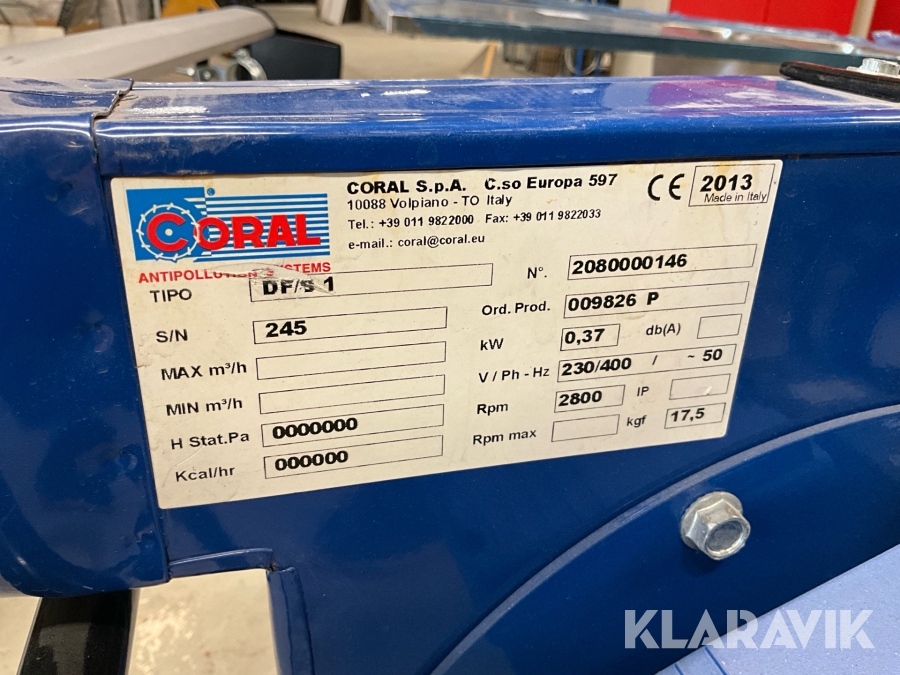 CORAL
ANTIPOLLUTION SYSTEMS
CORAL S.p.A. C.so Europa 597
10088 Volpiano - TO Italy
Tel.: +39 011 9822000 Fax: +39 011 9822033
e-mail.: coral@coral.eu
CE 2013
Made in Italy
TIPO DF/S 1
S/N 245
MAX m³/h
MIN m³/h
H Stat.Pa 0000000
Kcal/hr 000000
N°. 2080000146
Ord. Prod. 009826 P
kW 0,37 db(A)
V / Ph - Hz 230/400 / ~ 50
Rpm 2800 IP
Rpm max kgf 17,5
KLARAVIK